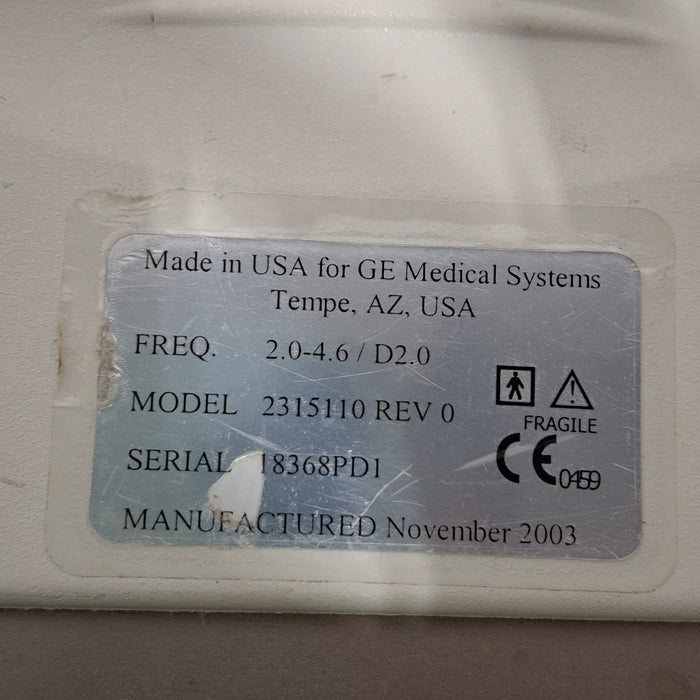 Made in USA for GE Medical Systems
Tempe, AZ, USA
FREQ. 2.0-4.6 / D2.0
MODEL 2315110 REV 0
FRAGILE
SERIAL 18368PD1
CE 0459
MANUFACTURED November 2003